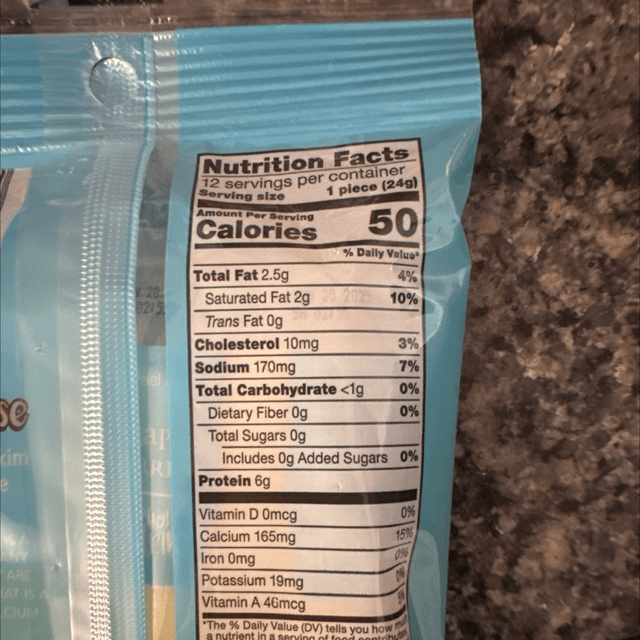 Nutrition Facts
12 servings per container
Serving size 1 piece (24g)
Amount Per Serving
Calories 50
% Daily Value*
Total Fat 2.5g 4%
Saturated Fat 2g 10%
Trans Fat 0g
Cholesterol 10mg 3%
Sodium 170mg 7%
Total Carbohydrate <1g 0%
Dietary Fiber 0g 0%
Total Sugars 0g
Includes 0g Added Sugars 0%
Protein 6g
Vitamin D 0mcg 0%
Calcium 165mg 15%
Iron 0mg 0%
Potassium 19mg 0%
Vitamin A 46mcg
*The % Daily Value (DV) tells you how
a nutrient in a serving of food